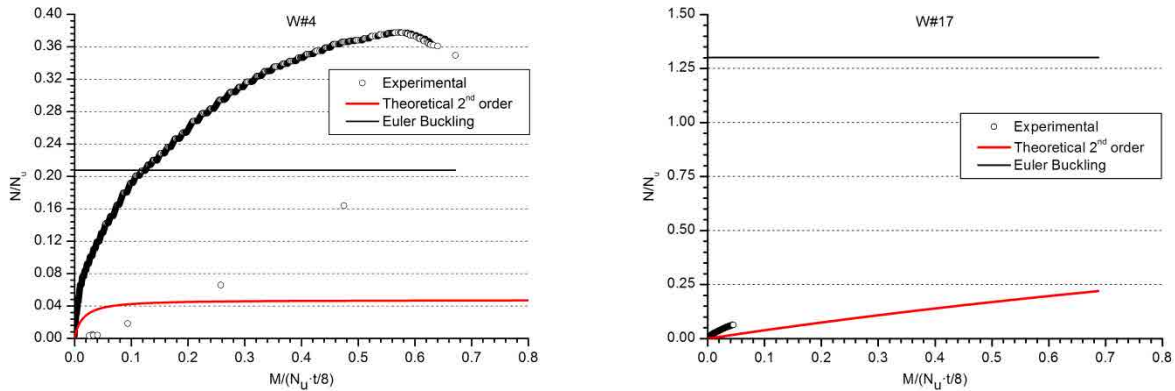 W#4
0.40
0.36
0.32
0.28
0.24
0.20
0.16
0.12
0.08
0.04
0.00
N/Nu
Experimental
Theoretical 2nd order
Euler Buckling
0.0 0.1 0.2 0.3 0.4 0.5 0.6 0.7 0.8
M/(Nu·t/8)
W#17
1.50
1.25
1.00
0.75
0.50
0.25
0.00
N/Nu
Experimental
Theoretical 2nd order
Euler Buckling
0.0 0.1 0.2 0.3 0.4 0.5 0.6 0.7 0.8
M/(Nu·t/8)